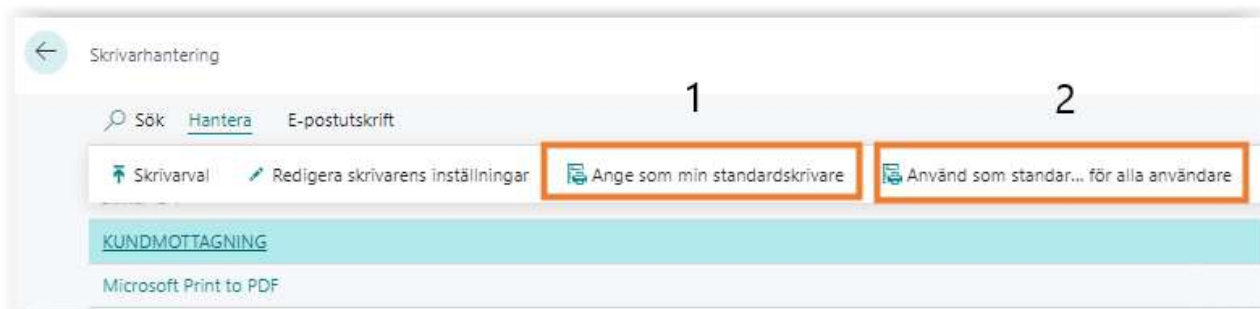 Skrivarhantering
1 2
Sök Hantera E-postutskrift
Skrivarval Redigera skrivarens inställningar Ange som min standardskrivare Använd som standar... för alla användare
KUNDMOTTAGNING
Microsoft Print to PDF